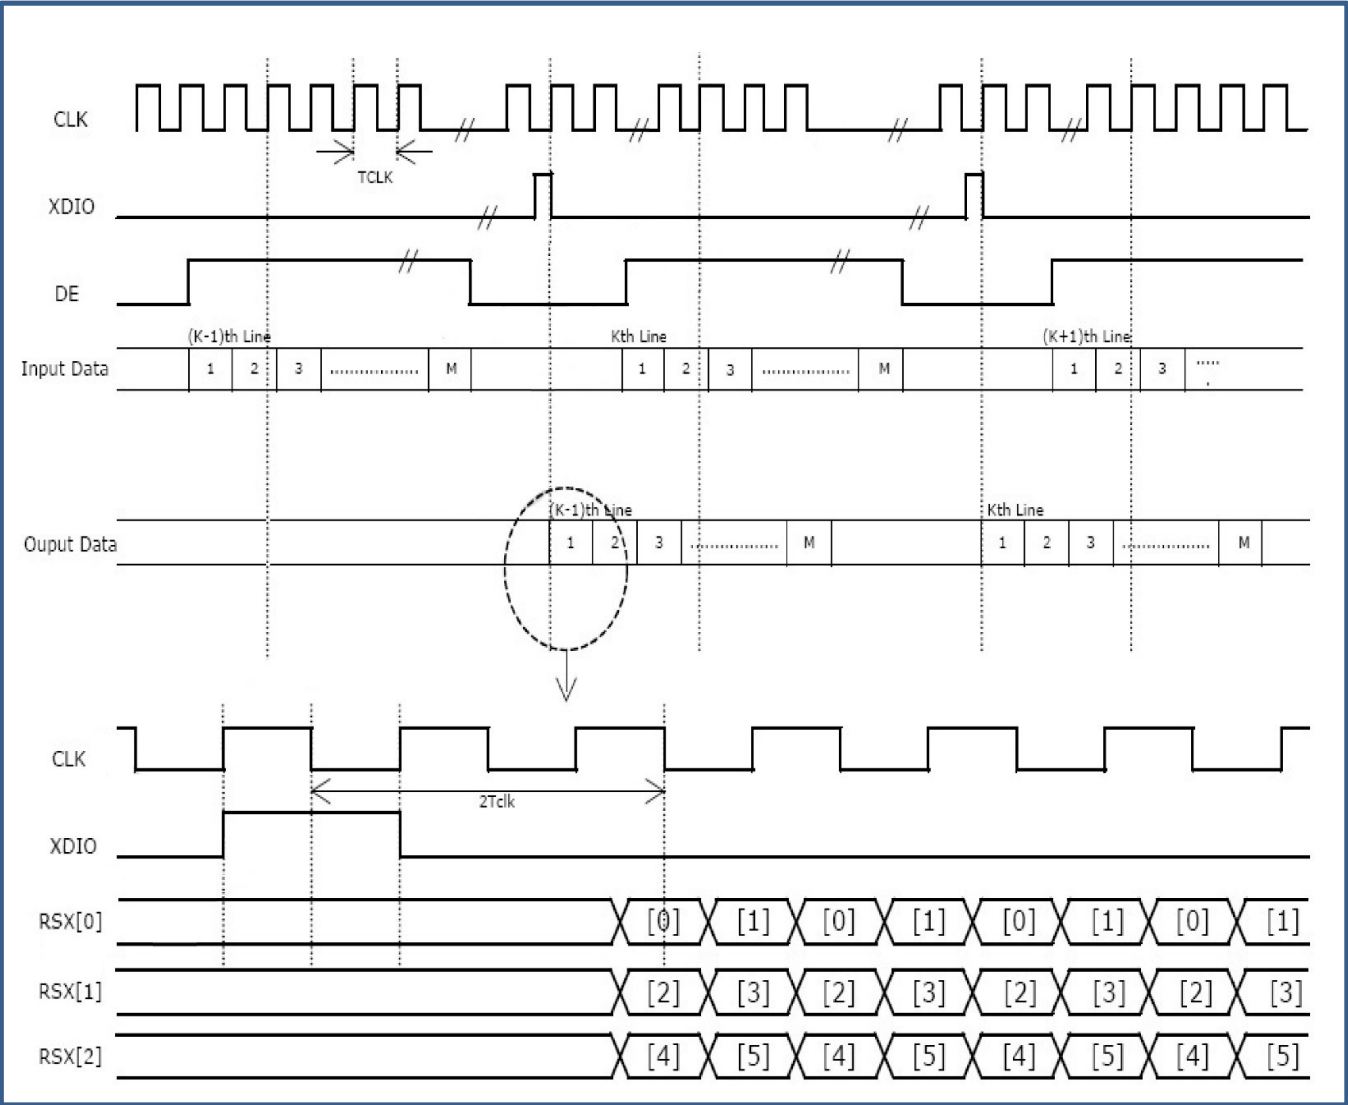 CLK
TCLK
XDIO
DE
(K-1)th Line Kth Line (K+1)th Line
Input Data 1 2 3 .................. M 1 2 3 .................. M 1 2 3 .....
(K-1)th Line Kth Line
Ouput Data 1 2 3 .................. M 1 2 3 .................. M
CLK
2Tclk
XDIO
RSX[0] [0] [1] [0] [1] [0] [1] [0] [1]
RSX[1] [2] [3] [2] [3] [2] [3] [2] [3]
RSX[2] [4] [5] [4] [5] [4] [5] [4] [5]